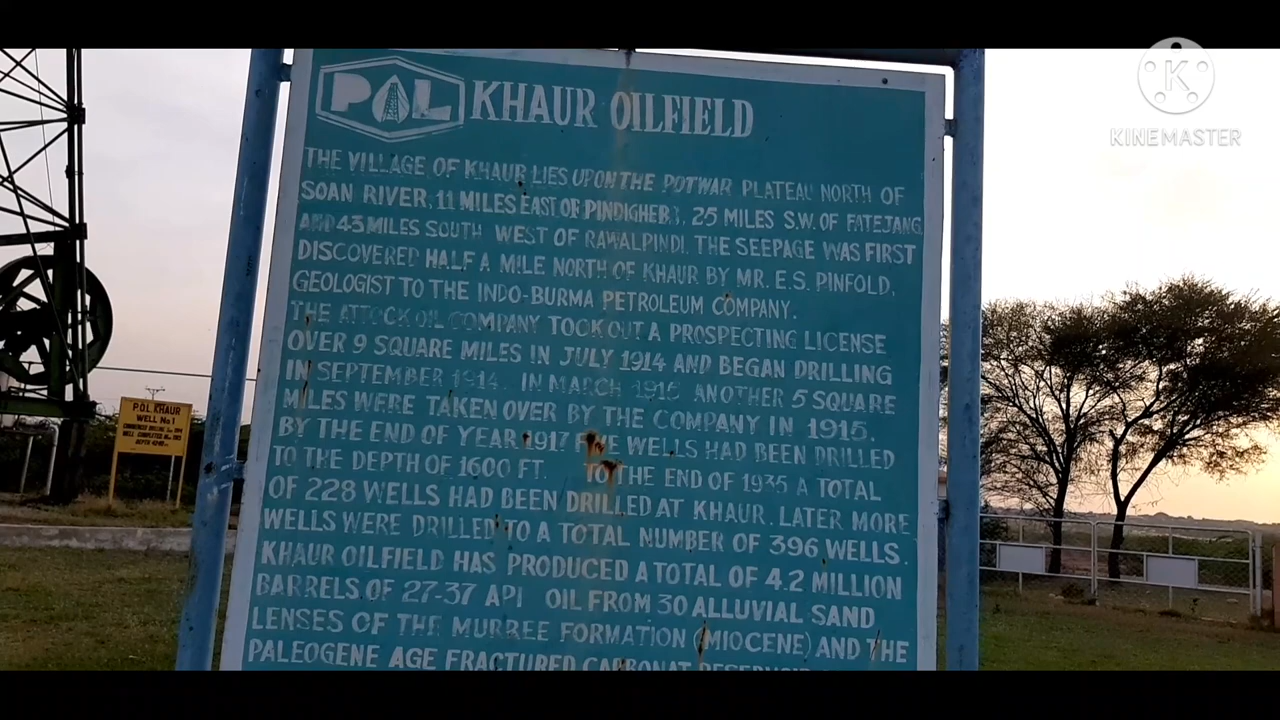 POL KHAUR OILFIELD
THE VILLAGE OF KHAUR LIES UPON THE POTWAR PLATEAU NORTH OF
SOAN RIVER, 11 MILES EAST OF PINDIGHEB, 25 MILES S.W. OF FATEJANG
AND 43 MILES SOUTH WEST OF RAWALPINDI. THE SEEPAGE WAS FIRST
DISCOVERED HALF A MILE NORTH OF KHAUR BY MR. E.S. PINFOLD,
GEOLOGIST TO THE INDO-BURMA PETROLEUM COMPANY.
THE ATTOCK OIL COMPANY TOCK OUT A PROSPECTING LICENSE
OVER 9 SQUARE MILES IN JULY 1914 AND BEGAN DRILLING
IN SEPTEMBER 1914. IN MARCH 1915 ANOTHER 5 SQUARE
MILES WERE TAKEN OVER BY THE COMPANY IN 1915.
BY THE END OF YEAR 1917 WELLS HAD BEEN DRILLED
TO THE DEPTH OF 1600 FT. TO THE END OF 1935 A TOTAL
OF 228 WELLS HAD BEEN DRILLED AT KHAUR. LATER MORE
WELLS WERE DRILLED TO A TOTAL NUMBER OF 396 WELLS.
KHAUR OILFIELD HAS PRODUCED A TOTAL OF 4.2 MILLION
BARRELS OF 27-37 API OIL FROM 30 ALLUVIAL SAND
LENSES OF THE MURREE FORMATION (MIOCENE) AND THE
PALEOGENE AGE FRACTURED CARBONAT
P.O.L. KHAUR
WELL No 1
KINEMASTER